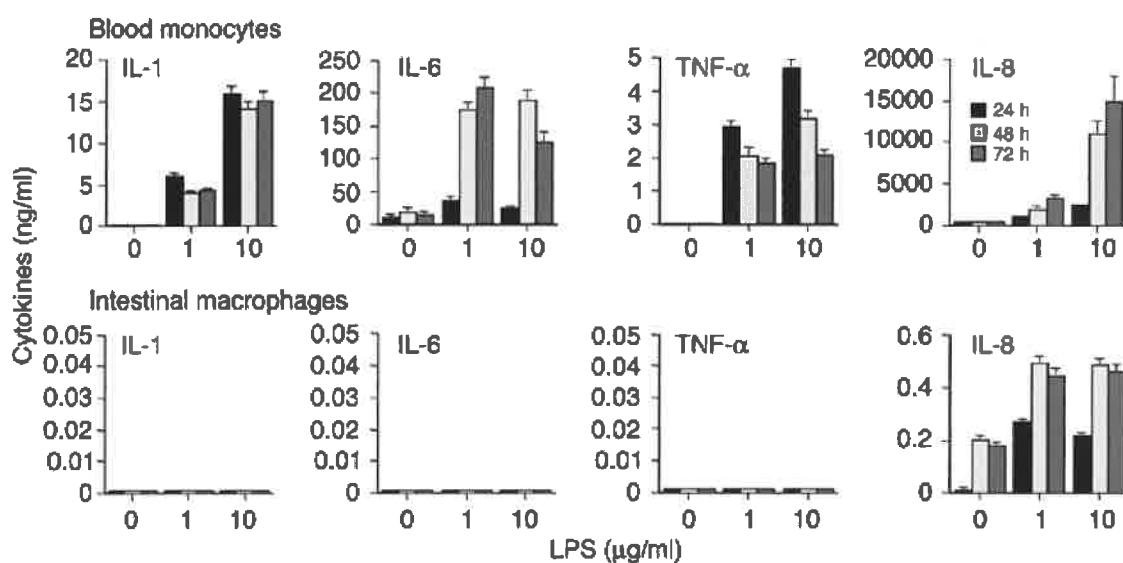 Blood monocytes
IL-1
20
15
10
5
0
0 1 10
IL-6
250
200
150
100
50
0
0 1 10
TNF-α
5
4
3
2
1
0
0 1 10
IL-8
20000
15000
10000
5000
0
24 h
48 h
72 h
0 1 10
Cytokines (ng/ml)
Intestinal macrophages
IL-1
0.05
0.04
0.03
0.02
0.01
0
0 1 10
IL-6
0.05
0.04
0.03
0.02
0.01
0
0 1 10
TNF-α
0.05
0.04
0.03
0.02
0.01
0
0 1 10
IL-8
0.6
0.4
0.2
0
0 1 10
LPS (μg/ml)